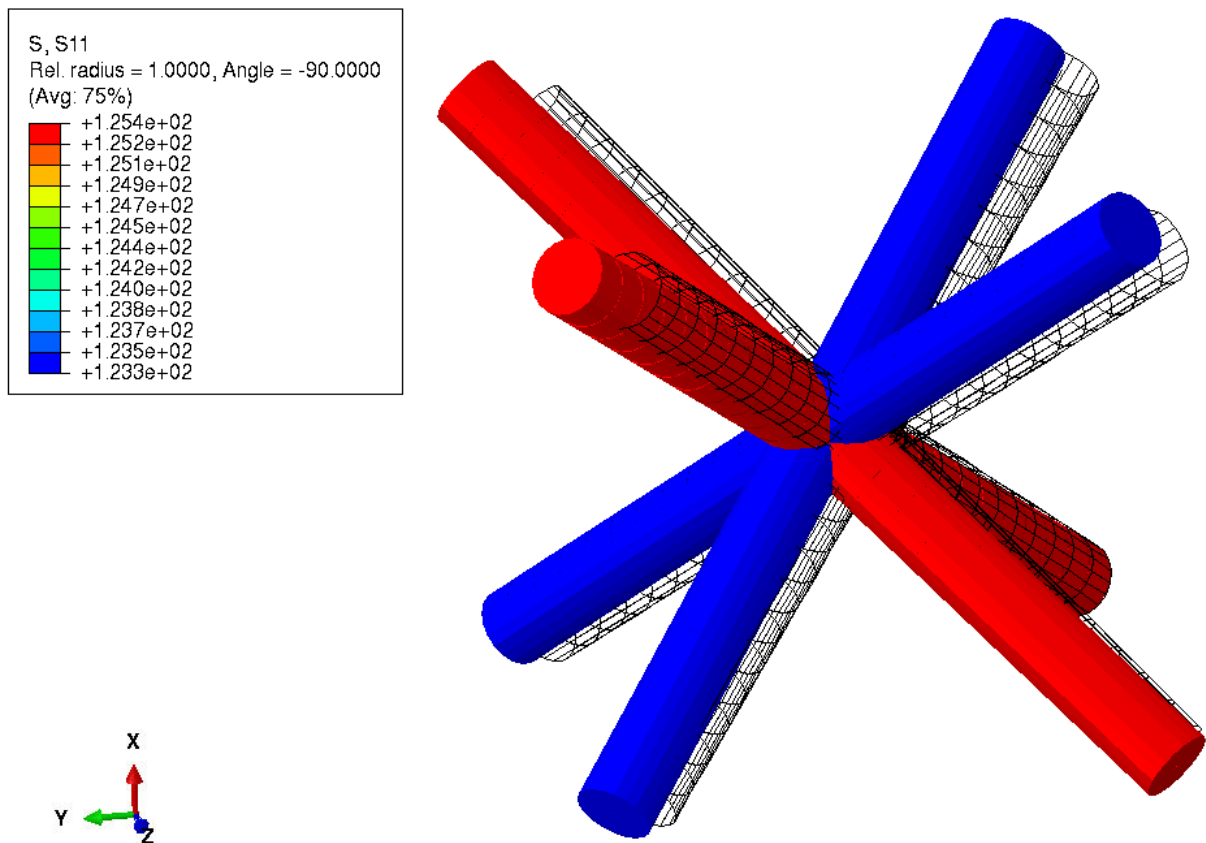 S, S11
Rel. radius = 1.0000, Angle = -90.0000
(Avg: 75%)
+1.254e+02
+1.252e+02
+1.251e+02
+1.249e+02
+1.247e+02
+1.245e+02
+1.244e+02
+1.242e+02
+1.240e+02
+1.238e+02
+1.237e+02
+1.235e+02
+1.233e+02
X
Y
Z